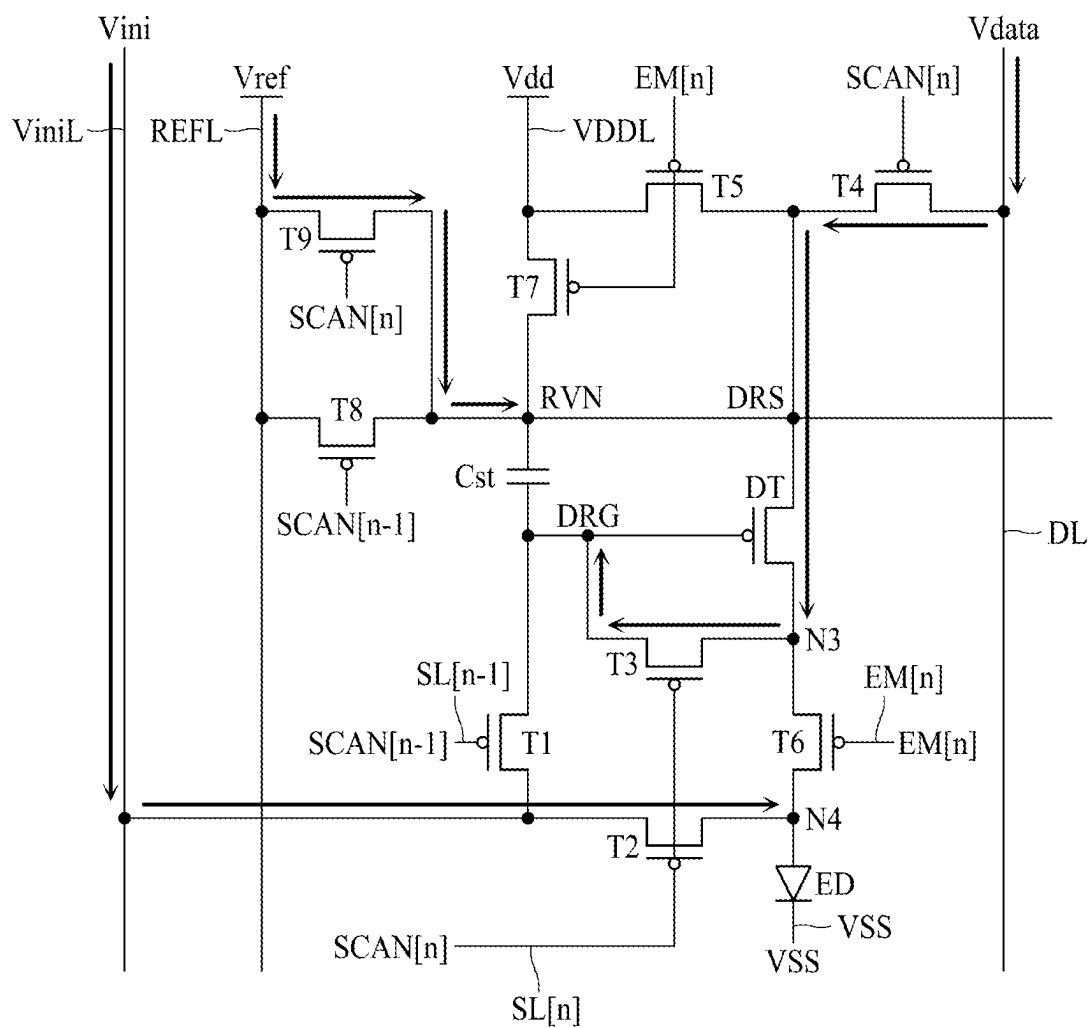 Vini
Vdata
Vref
Vdd
EM[n]
SCAN[n]
ViniL
REFL
VDDL
T5
T4
T9
T7
SCAN[n]
T8
RVN
DRS
Cst
DT
SCAN[n-1]
DRG
DL
N3
T3
SL[n-1]
EM[n]
SCAN[n-1]
T1
T6
EM[n]
N4
T2
ED
VSS
SCAN[n]
VSS
SL[n]